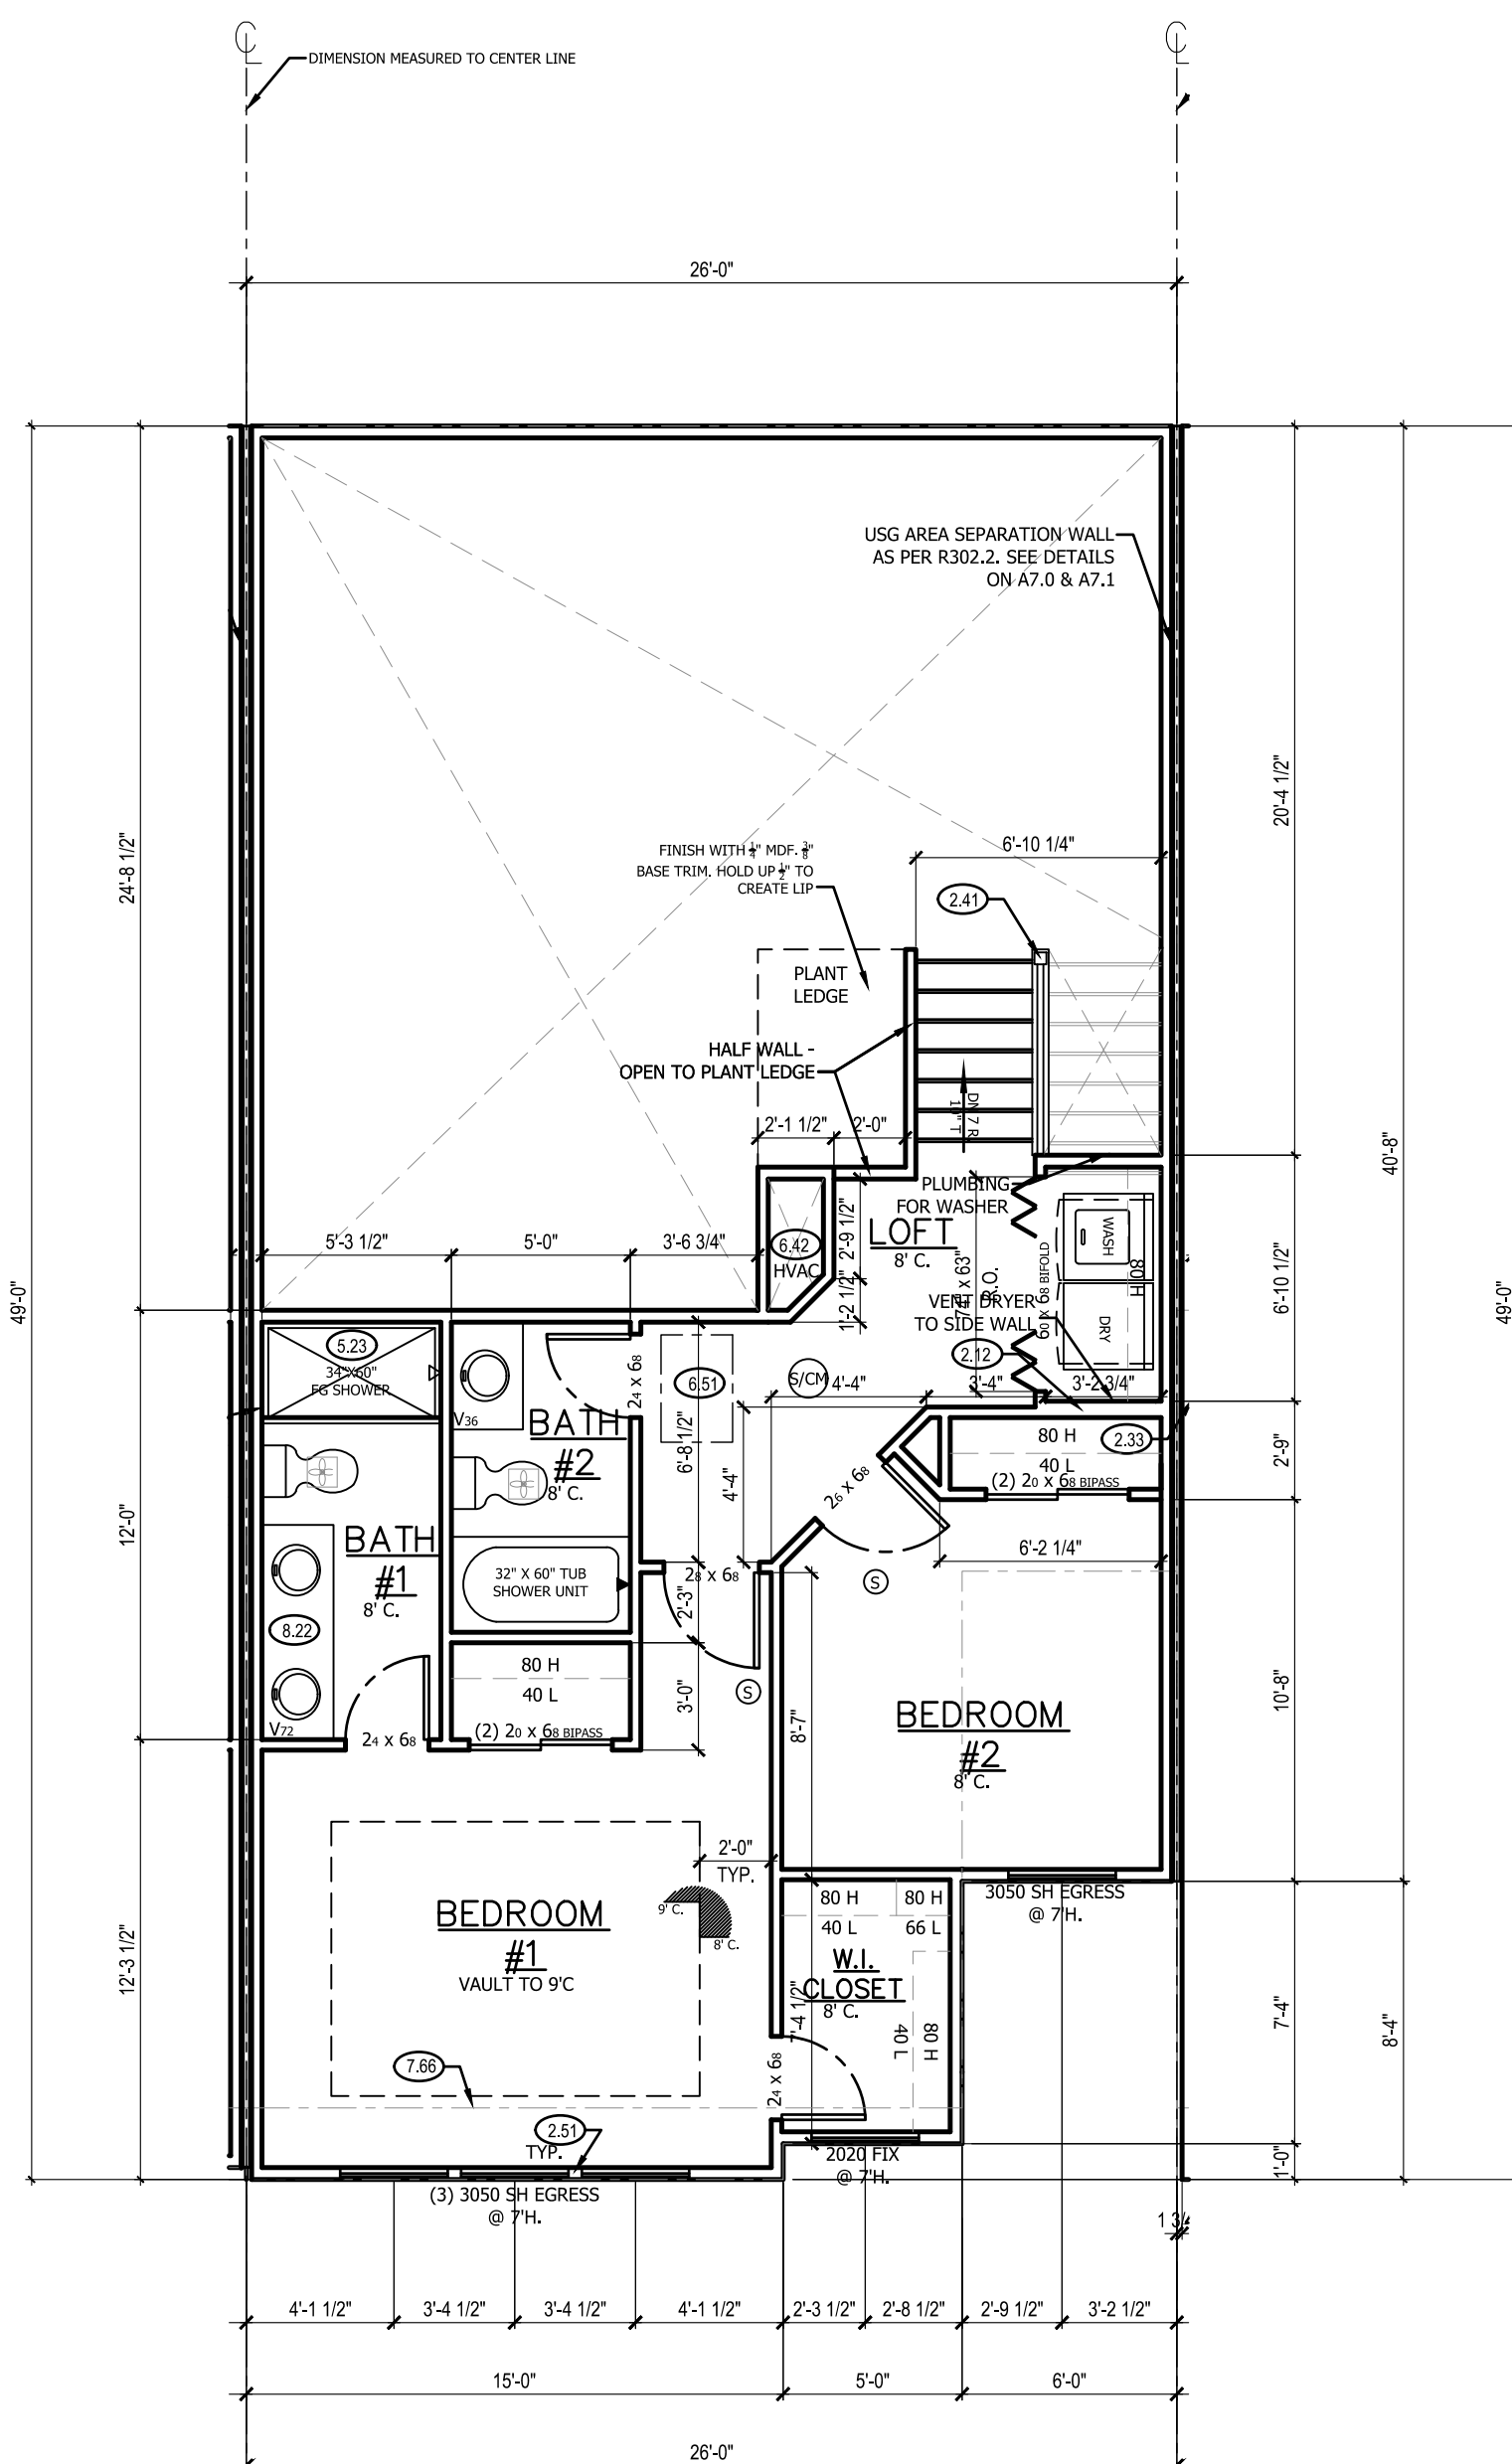 DIMENSION MEASURED TO CENTER LINE
26'-0"
USG AREA SEPARATION WALL
AS PER R302.2. SEE DETAILS
ON A7.0 & A7.1
49'-0"
24'-8 1/2"
20'-4 1/2"
40'-8"
49'-0"
FINISH WITH 1/4" MDF. 3/8"
BASE TRIM. HOLD UP 1/2" TO
CREATE LIP
6'-10 1/4"
2.41
PLANT
LEDGE
HALF WALL -
OPEN TO PLANT LEDGE
DN 7 R
10" T
2'-1 1/2"
2'-0"
PLUMBING
FOR WASHER
LOFT
8' C.
6.42
HVAC
2'-9 1/2"
1'-2 1/2"
5'-3 1/2"
5'-0"
3'-6 3/4"
R.O.
60 x 68 BIFOLD
WASH
80 H
DRY
VENT DRYER
TO SIDE WALL
2.12
6'-10 1/2"
5.23
34"X60"
FG SHOWER
24 x 68
6.51
S/CM
4'-4"
3'-4"
3'-2 3/4"
V36
BATH
#2
8' C.
6'-8 1/2"
4'-4"
80 H
40 L
2.33
(2) 20 x 68 BIPASS
2'-9"
26 x 68
6'-2 1/4"
12'-0"
BATH
#1
8' C.
8.22
V72
32" X 60" TUB
SHOWER UNIT
28 x 68
2'-3"
S
S
80 H
40 L
(2) 20 x 68 BIPASS
3'-0"
24 x 68
8'-7"
BEDROOM
#2
8' C.
10'-8"
2'-0"
TYP.
9' C.
8' C.
BEDROOM
#1
VAULT TO 9'C
12'-3 1/2"
80 H
40 L
80 H
66 L
W.I.
CLOSET
8' C.
7'-4 1/2"
80 H
40 L
24 x 68
3050 SH EGRESS
@ 7'H.
7'-4"
8'-4"
7.66
2.51
TYP.
2020 FIX
@ 7'H.
1'-0"
(3) 3050 SH EGRESS
@ 7'H.
4'-1 1/2"
3'-4 1/2"
3'-4 1/2"
4'-1 1/2"
2'-3 1/2"
2'-8 1/2"
2'-9 1/2"
3'-2 1/2"
15'-0"
5'-0"
6'-0"
26'-0"